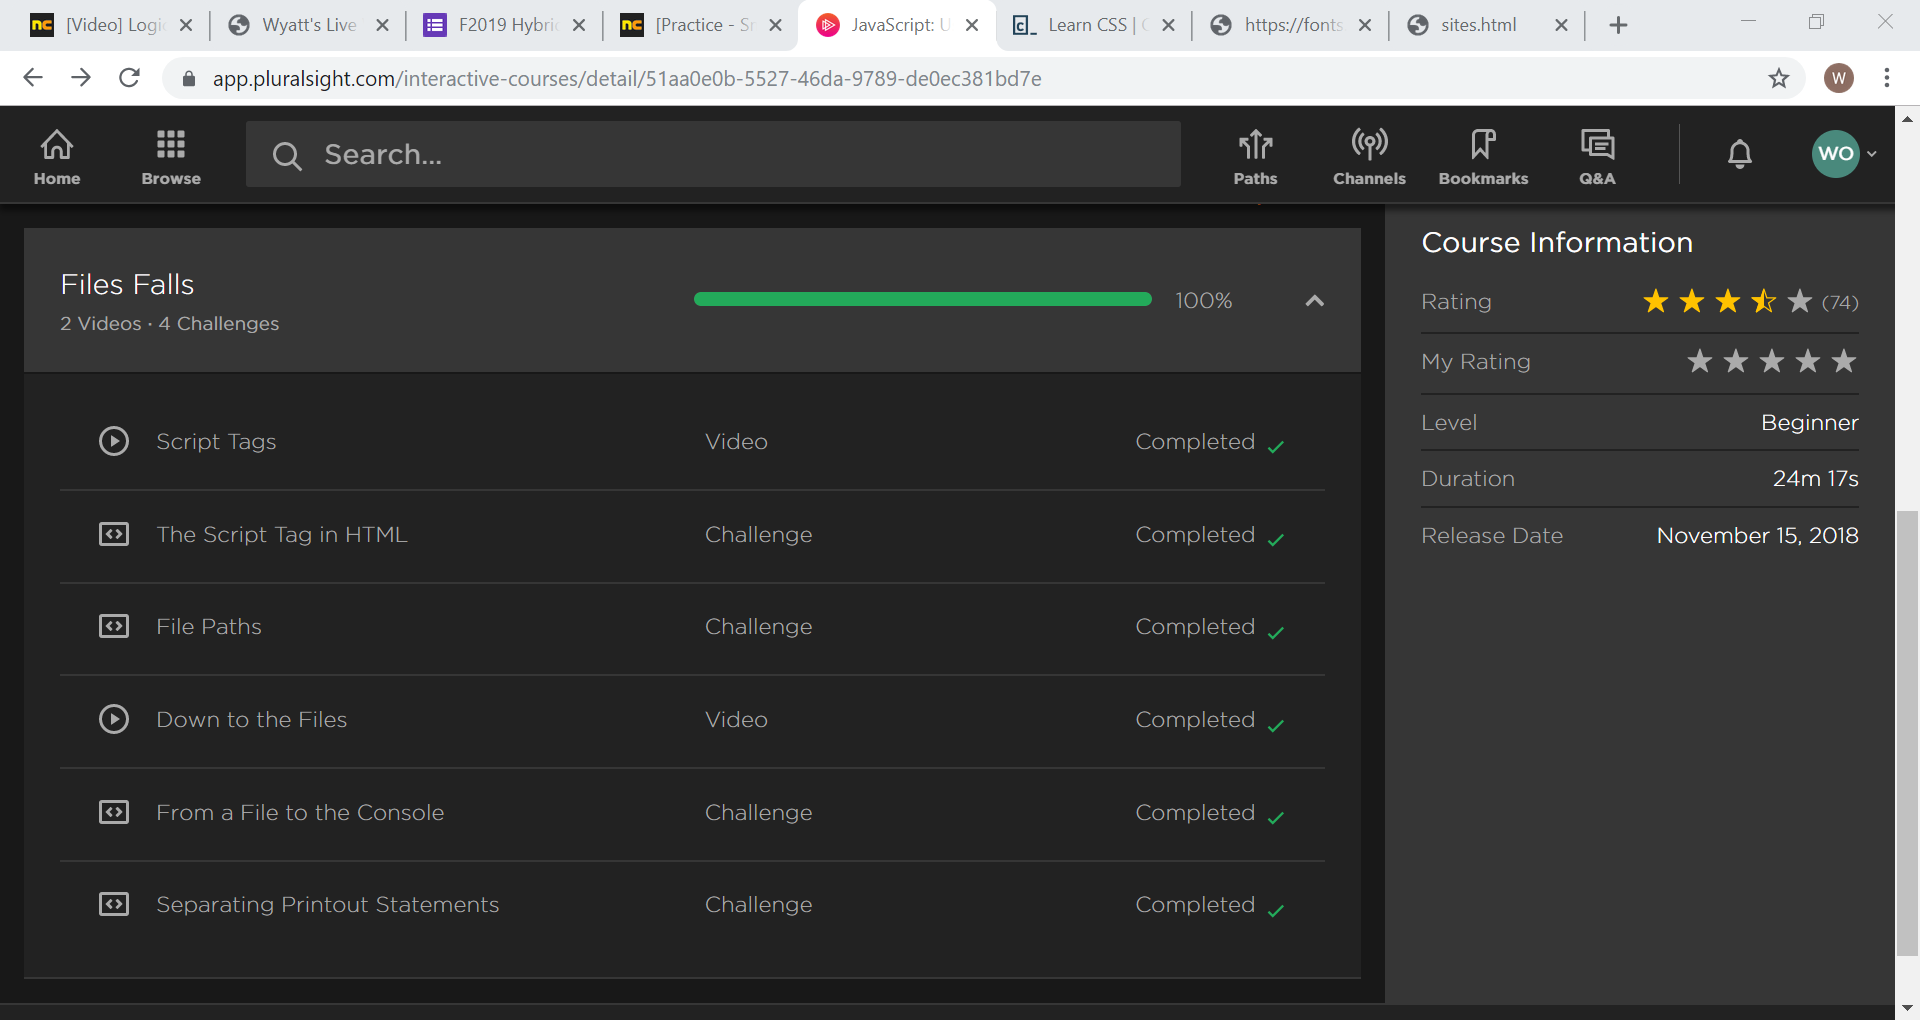 nc [Video] Logi
Wyatt's Live
F2019 Hybri
nc [Practice - Sr
JavaScript: U
c_ Learn CSS | C
https://fonts
sites.html
app.pluralsight.com/interactive-courses/detail/51aa0e0b-5527-46da-9789-de0ec381bd7e
W
Home
Browse
Search...
Paths
Channels
Bookmarks
Q&A
WO
Files Falls
2 Videos · 4 Challenges
100%
Script Tags Video Completed
The Script Tag in HTML Challenge Completed
File Paths Challenge Completed
Down to the Files Video Completed
From a File to the Console Challenge Completed
Separating Printout Statements Challenge Completed
Course Information
Rating (74)
My Rating
Level Beginner
Duration 24m 17s
Release Date November 15, 2018